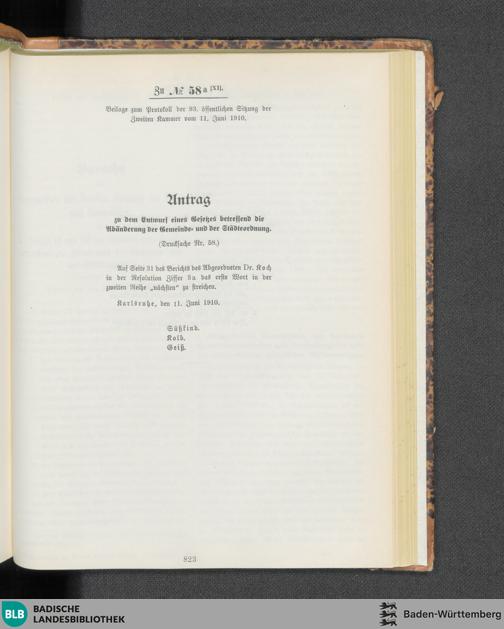 Zu № 58a [XI].
Beilage zum Protokoll der 93. öffentlichen Sitzung der
Zweiten Kammer vom 11. Juni 1910.
Antrag
zu dem Entwurf eines Gesetzes betreffend die
Abänderung der Gemeinde- und der Städteordnung.
(Drucksache Nr. 58.)
Auf Seite 31 des Berichts des Abgeordneten Dr. Koch
in der Resolution Ziffer 3a das erste Wort in der
zweiten Reihe „nächsten“ zu streichen.
Karlsruhe, den 11. Juni 1910.
Süßkind.
Kolb.
Geiß.
823
BLB
BADISCHE
LANDESBIBLIOTHEK
Baden-Württemberg